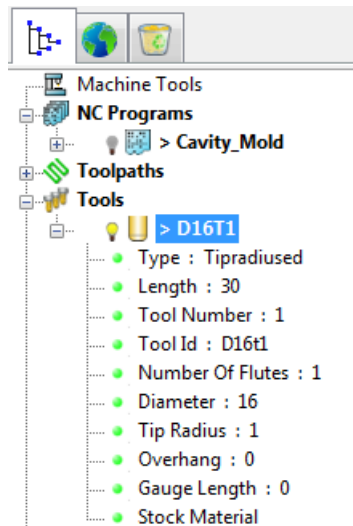 Machine Tools
NC Programs
> Cavity_Mold
Toolpaths
Tools
> D16T1
Type : Tipradiused
Length : 30
Tool Number : 1
Tool Id : D16t1
Number Of Flutes : 1
Diameter : 16
Tip Radius : 1
Overhang : 0
Gauge Length : 0
Stock Material